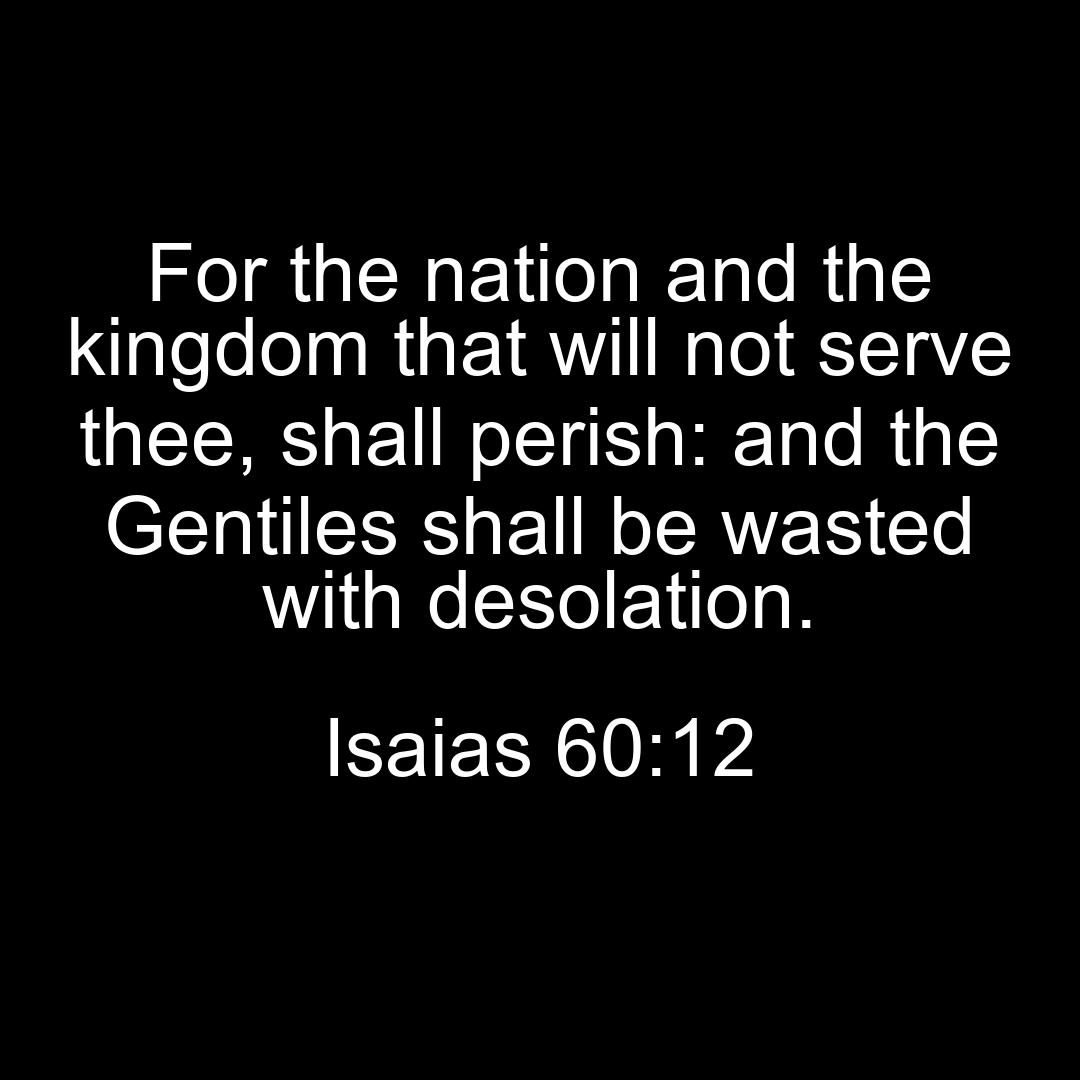 For the nation and the
kingdom that will not serve
thee, shall perish: and the
Gentiles shall be wasted
with desolation.
Isaias 60:12